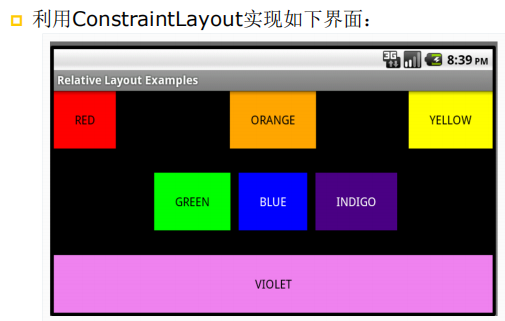 利用ConstraintLayout实现如下界面：
3G 8:39 PM
Relative Layout Examples
RED ORANGE YELLOW
GREEN BLUE INDIGO
VIOLET